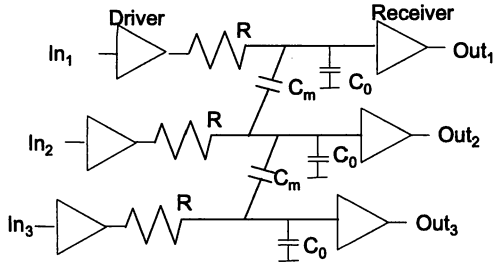 Driver
Receiver
In1
R
Out1
Cm
C0
In2
R
Out2
Cm
C0
In3
R
Out3
C0